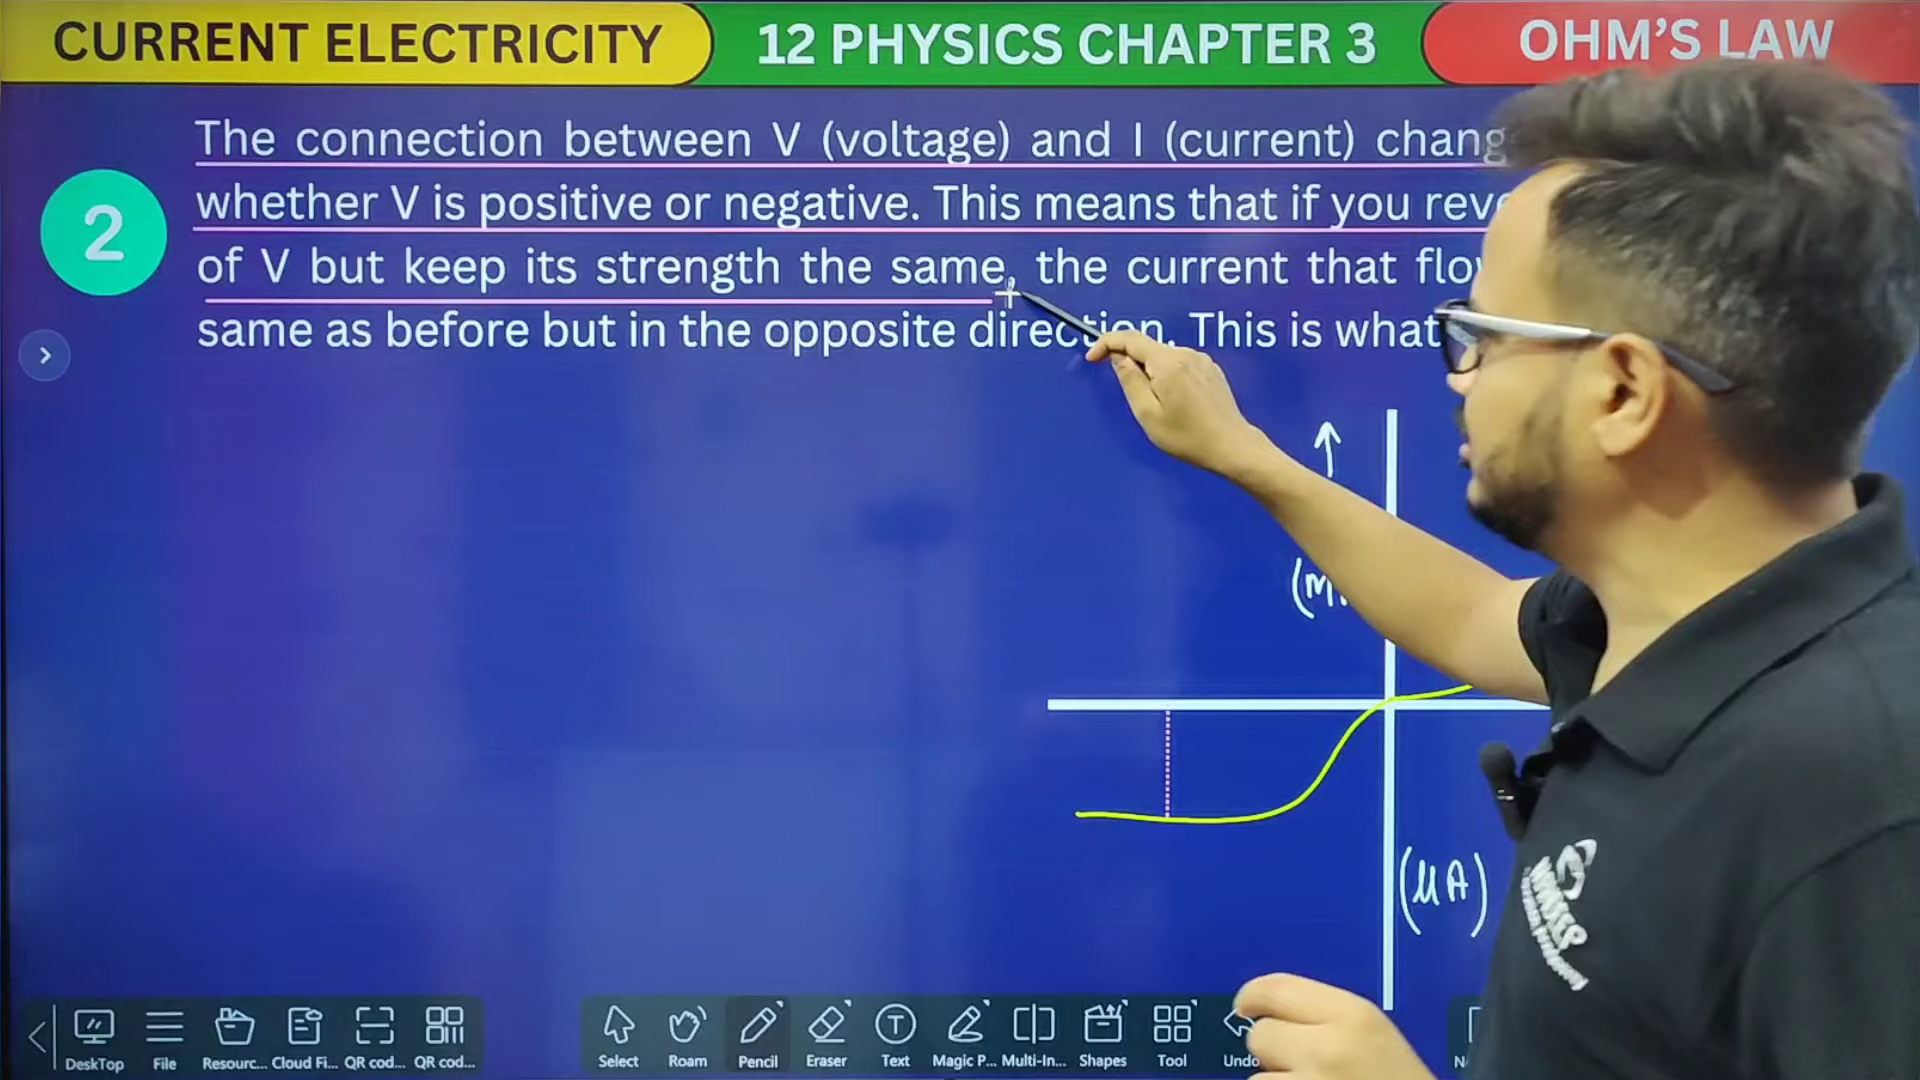 CURRENT ELECTRICITY
12 PHYSICS CHAPTER 3
OHM'S LAW
2
The connection between V (voltage) and I (current)
whether V is positive or negative. This means that if you
of V but keep its strength the same, the current that
same as before but in the opposite direction. This is what
(μA)
DeskTop
File
Resourc...
Cloud Fi...
QR cod...
QR cod...
Select
Roam
Pencil
Eraser
Text
Magic P...
Multi-In...
Shapes
Tool
Undo